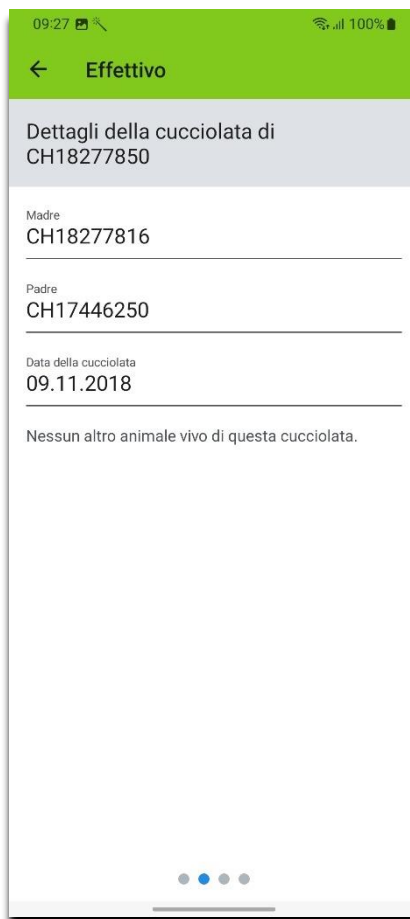 09:27 100%
Effettivo
Dettagli della cucciolata di
CH18277850
Madre
CH18277816
Padre
CH17446250
Data della cucciolata
09.11.2018
Nessun altro animale vivo di questa cucciolata.